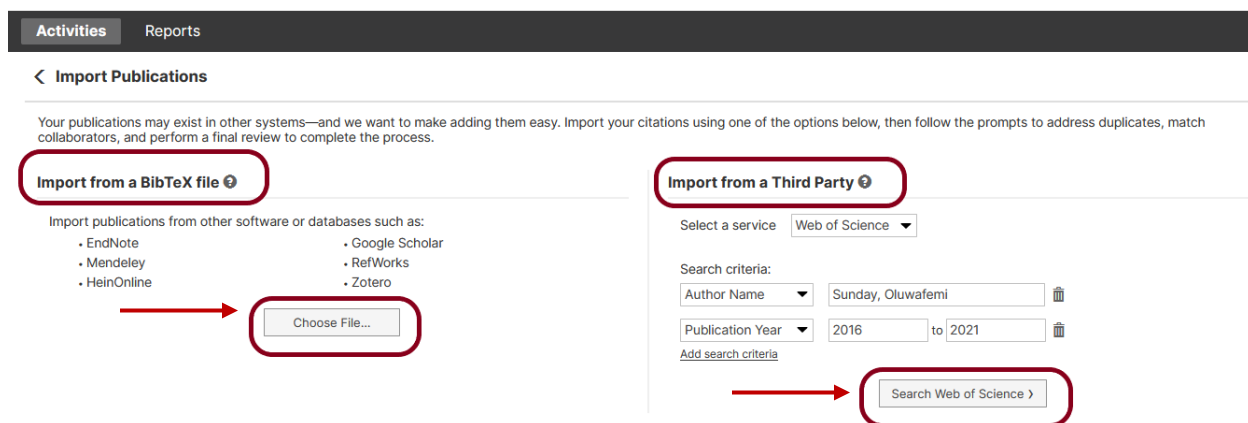 Activities Reports
Import Publications
Your publications may exist in other systems—and we want to make adding them easy. Import your citations using one of the options below, then follow the prompts to address duplicates, match
collaborators, and perform a final review to complete the process.
Import from a BibTeX file
Import publications from other software or databases such as:
• EndNote
• Mendeley
• HeinOnline
• Google Scholar
• RefWorks
• Zotero
Choose File...
Import from a Third Party
Select a service Web of Science
Search criteria:
Author Name Sunday, Oluwafemi
Publication Year 2016 to 2021
Add search criteria
Search Web of Science